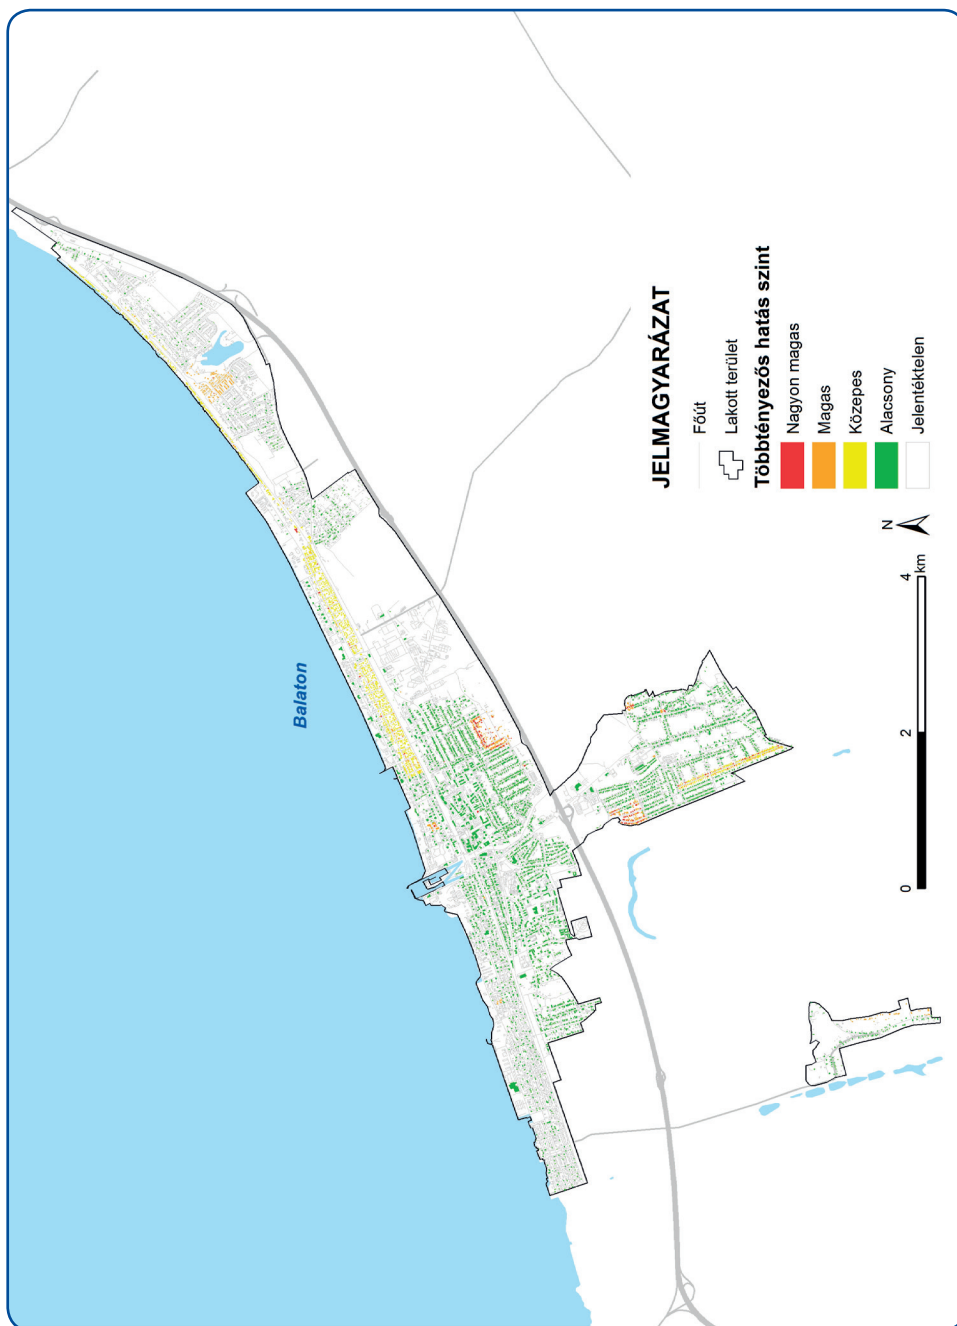 Balaton
JELMAGYARÁZAT
Főút
Lakott terület
Többtényezős hatás szint
Nagyon magas
Magas
Közepes
Alacsony
Jelentéktelen
N
0 2 4
km